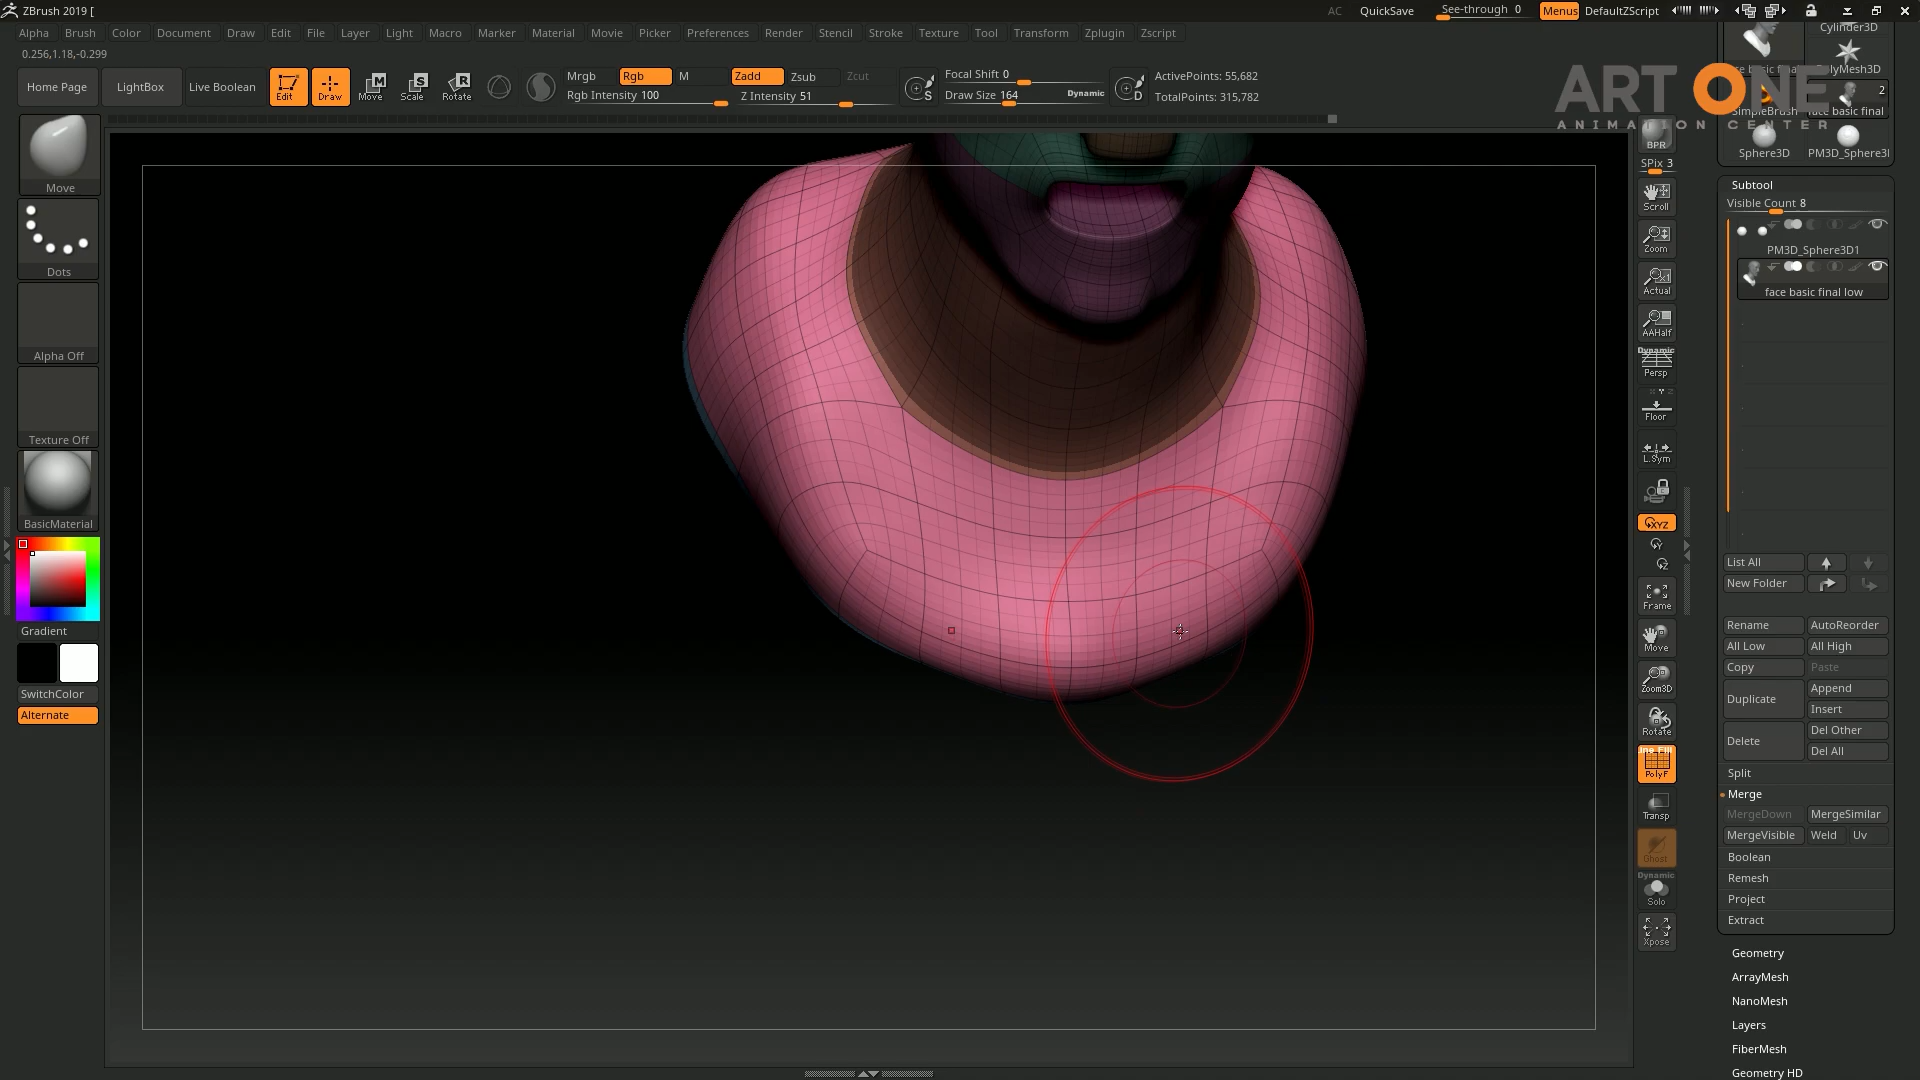 ZBrush 2019 [
AC QuickSave See-through 0 Menus DefaultZScript
Alpha Brush Color Document Draw Edit File Layer Light Macro Marker Material Movie Picker Preferences Render Stencil Stroke Texture Tool Transform Zplugin Zscript
0.256,1.18,-0.299
Home Page LightBox Live Boolean Edit Draw Move Scale Rotate
Mrgb Rgb M Zadd Zsub Zcut
Rgb Intensity 100 Z Intensity 51
Focal Shift 0
Draw Size 164 Dynamic
ActivePoints: 55,682
TotalPoints: 315,782
Move
Dots
Alpha Off
Texture Off
BasicMaterial
Gradient
SwitchColor
Alternate
ART ONE
ANIMATION CENTER
BPR
SPix 3
Scroll
Zoom
Actual
AAHalf
Dynamic
Persp
Floor
L.Sym
XYZ
Frame
Move
Zoom3D
Rotate
Line Fill
PolyF
Transp
Ghost
Dynamic
Solo
Xpose
Cylinder3D
PolyMesh3D
2
SimpleBrush face basic final
Sphere3D PM3D_Sphere3
Subtool
Visible Count 8
PM3D_Sphere3D1
face basic final low
List All
New Folder
Rename AutoReorder
All Low All High
Copy Paste
Duplicate Append
Insert
Delete Del Other
Del All
Split
Merge
MergeDown MergeSimilar
MergeVisible Weld Uv
Boolean
Remesh
Project
Extract
Geometry
ArrayMesh
NanoMesh
Layers
FiberMesh
Geometry HD